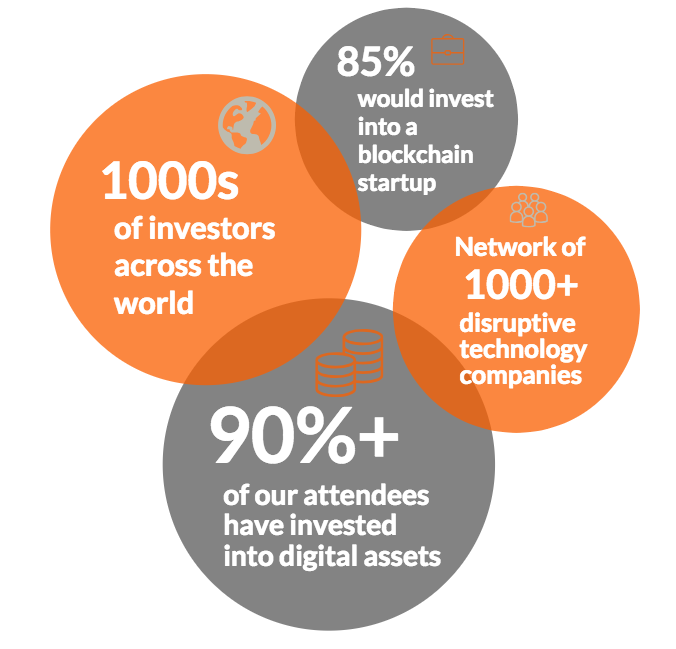 85%
would invest
into a
blockchain
startup
1000s
of investors
across the
world
Network of
1000+
disruptive
technology
companies
90%+
of our attendees
have invested
into digital assets